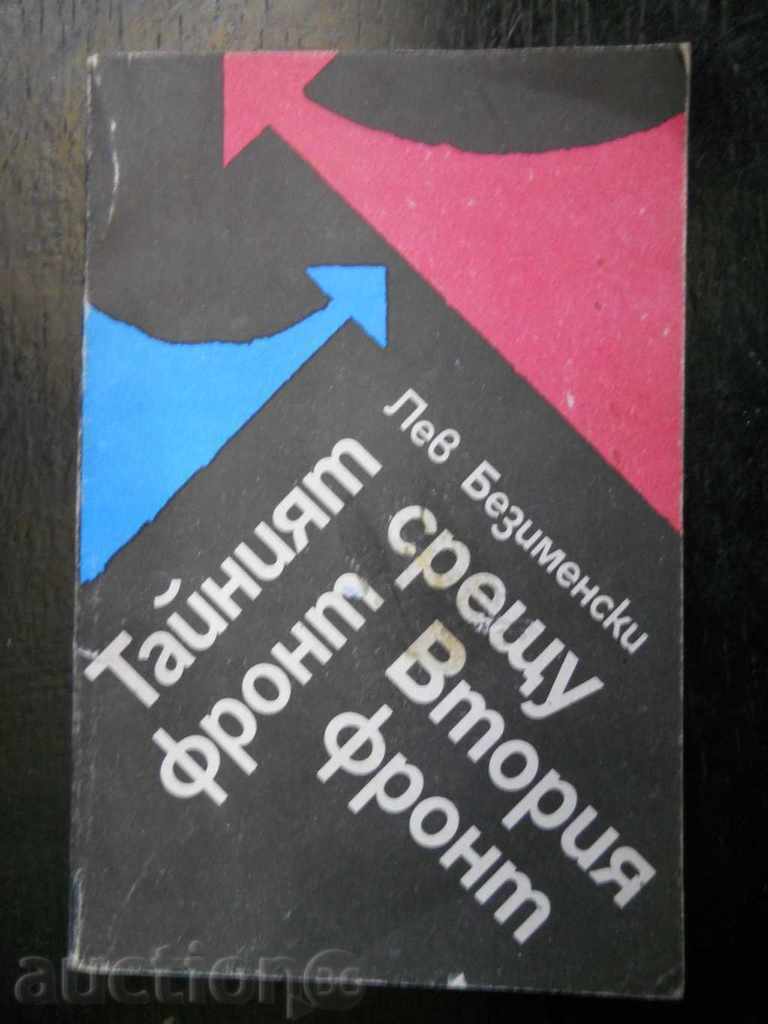 Лев Безименски
Тайният
фронт
срещу
Втория
фронт
auction.bg